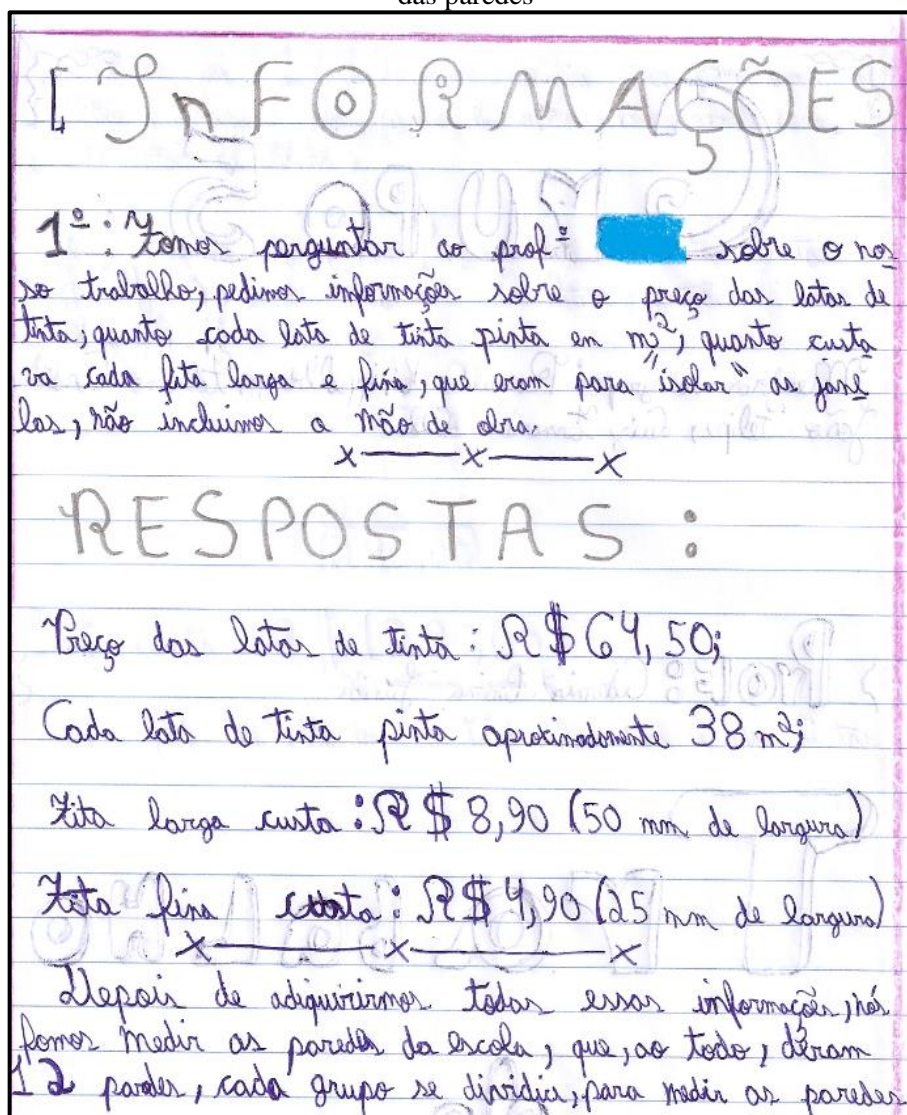 das paredes
[INFORMAÇÕES
1º: Fomos perguntar ao profº sobre o nos
so trabalho, pedimos informações sobre o preço das latas de
tinta, quanto cada lata de tinta pinta en m², quanto custa
va cada fita larga e fina, que eram para "isolar" as jane
las, não incluimos a mão de obra.
x——x——x
RESPOSTAS:
Preço das latas de tinta: R$64,50;
Cada lata de tinta pinta aproximadamente 38 m²;
Fita larga custa: R$ 8,90 (50 mm de largura)
Fita fina custa: R$ 4,90 (25 mm de largura)
x——x——x
Depois de adiquirirmos todas essas informações, nós
fomos medir as paredes da escola, que, ao todo, déram
12 pardes, cada grupo se dividiu, para medir as paredes